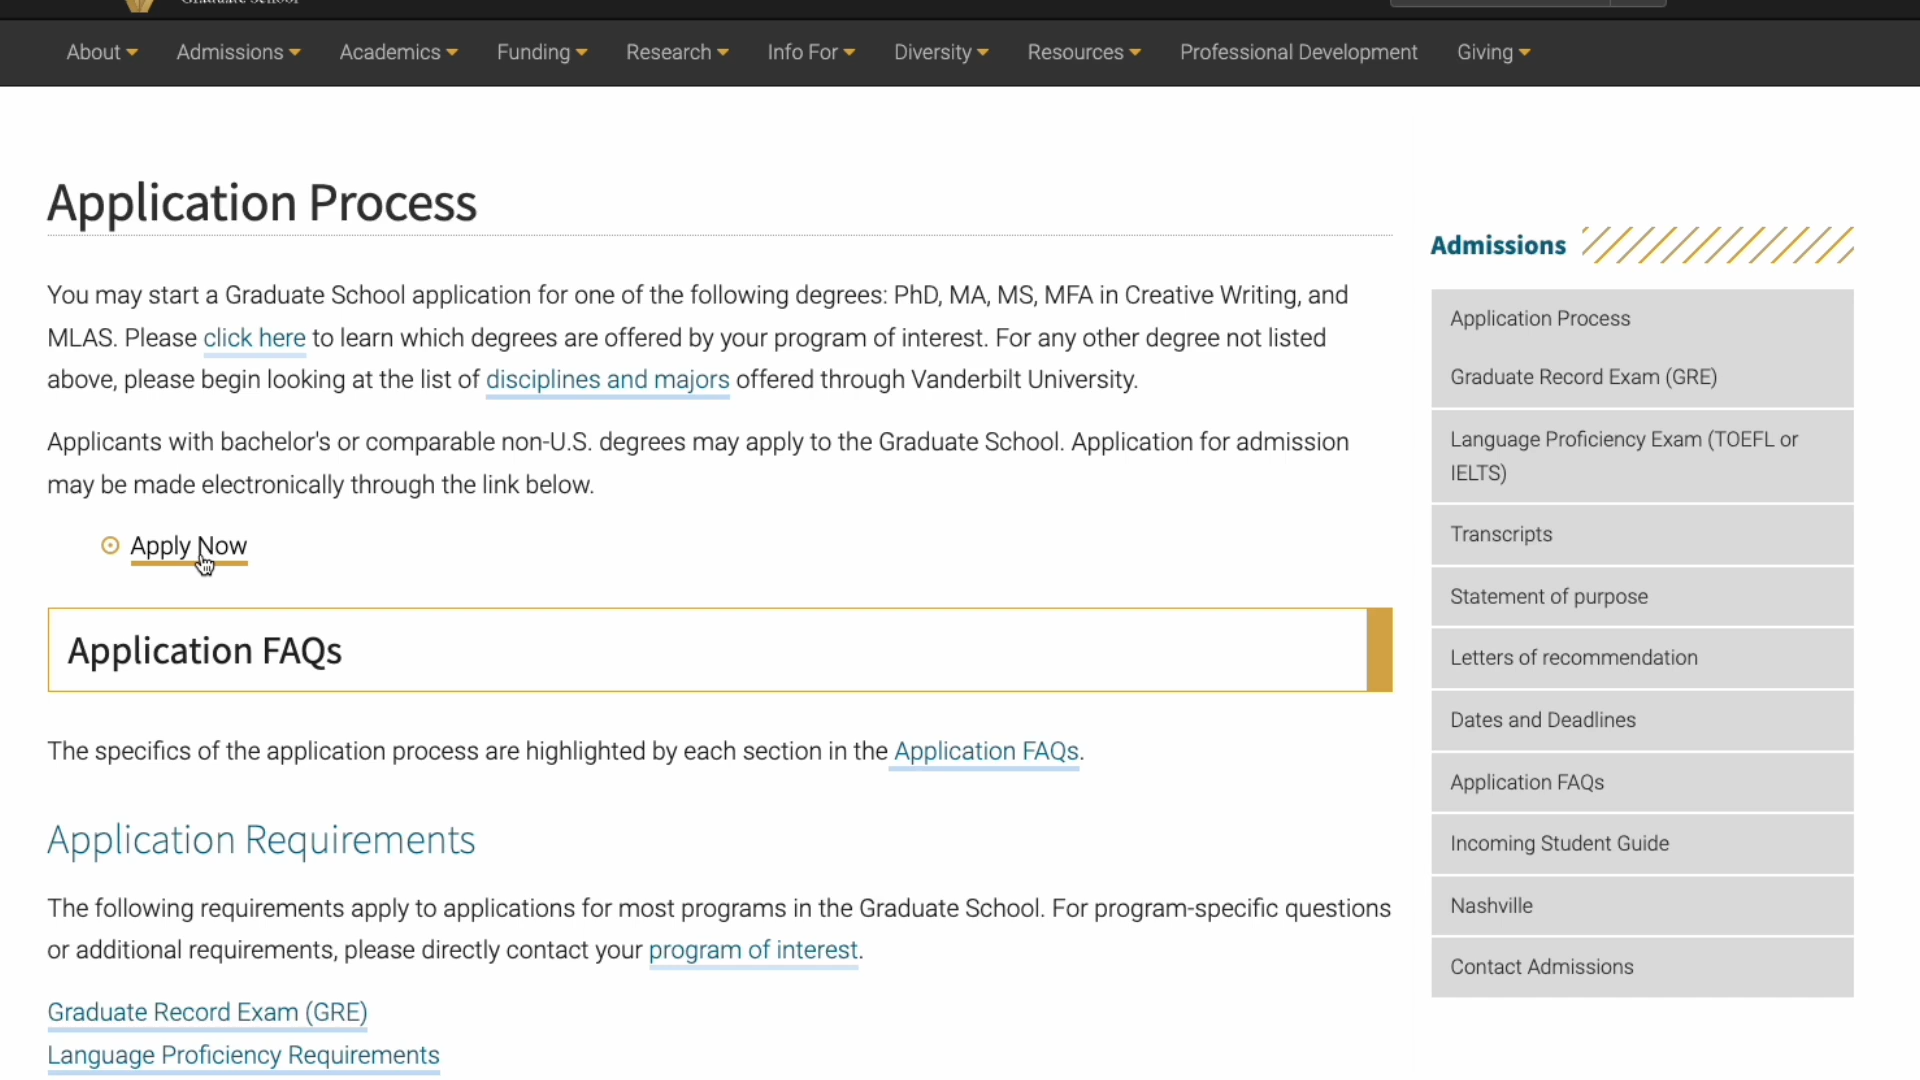 Graduate School
About
Admissions
Academics
Funding
Research
Info For
Diversity
Resources
Professional Development
Giving
Application Process
You may start a Graduate School application for one of the following degrees: PhD, MA, MS, MFA in Creative Writing, and
MLAS. Please click here to learn which degrees are offered by your program of interest. For any other degree not listed
above, please begin looking at the list of disciplines and majors offered through Vanderbilt University.
Applicants with bachelor's or comparable non-U.S. degrees may apply to the Graduate School. Application for admission
may be made electronically through the link below.
Apply Now
Application FAQs
The specifics of the application process are highlighted by each section in the Application FAQs.
Application Requirements
The following requirements apply to applications for most programs in the Graduate School. For program-specific questions
or additional requirements, please directly contact your program of interest.
Graduate Record Exam (GRE)
Language Proficiency Requirements
Admissions
Application Process
Graduate Record Exam (GRE)
Language Proficiency Exam (TOEFL or
IELTS)
Transcripts
Statement of purpose
Letters of recommendation
Dates and Deadlines
Application FAQs
Incoming Student Guide
Nashville
Contact Admissions